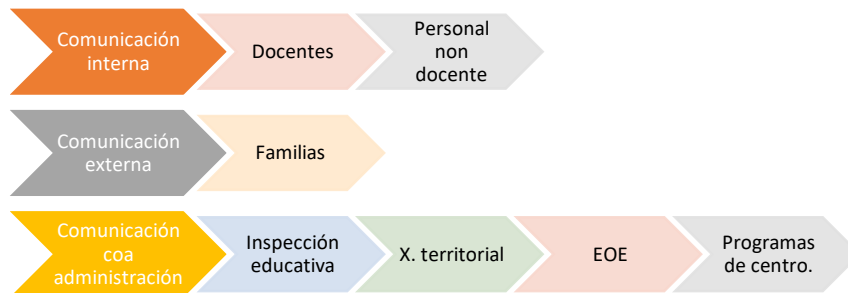 Comunicación
interna
Docentes
Personal
non
docente
Comunicación
externa
Familias
Comunicación
coa
administración
Inspección
educativa
X. territorial
EOE
Programas
de centro.